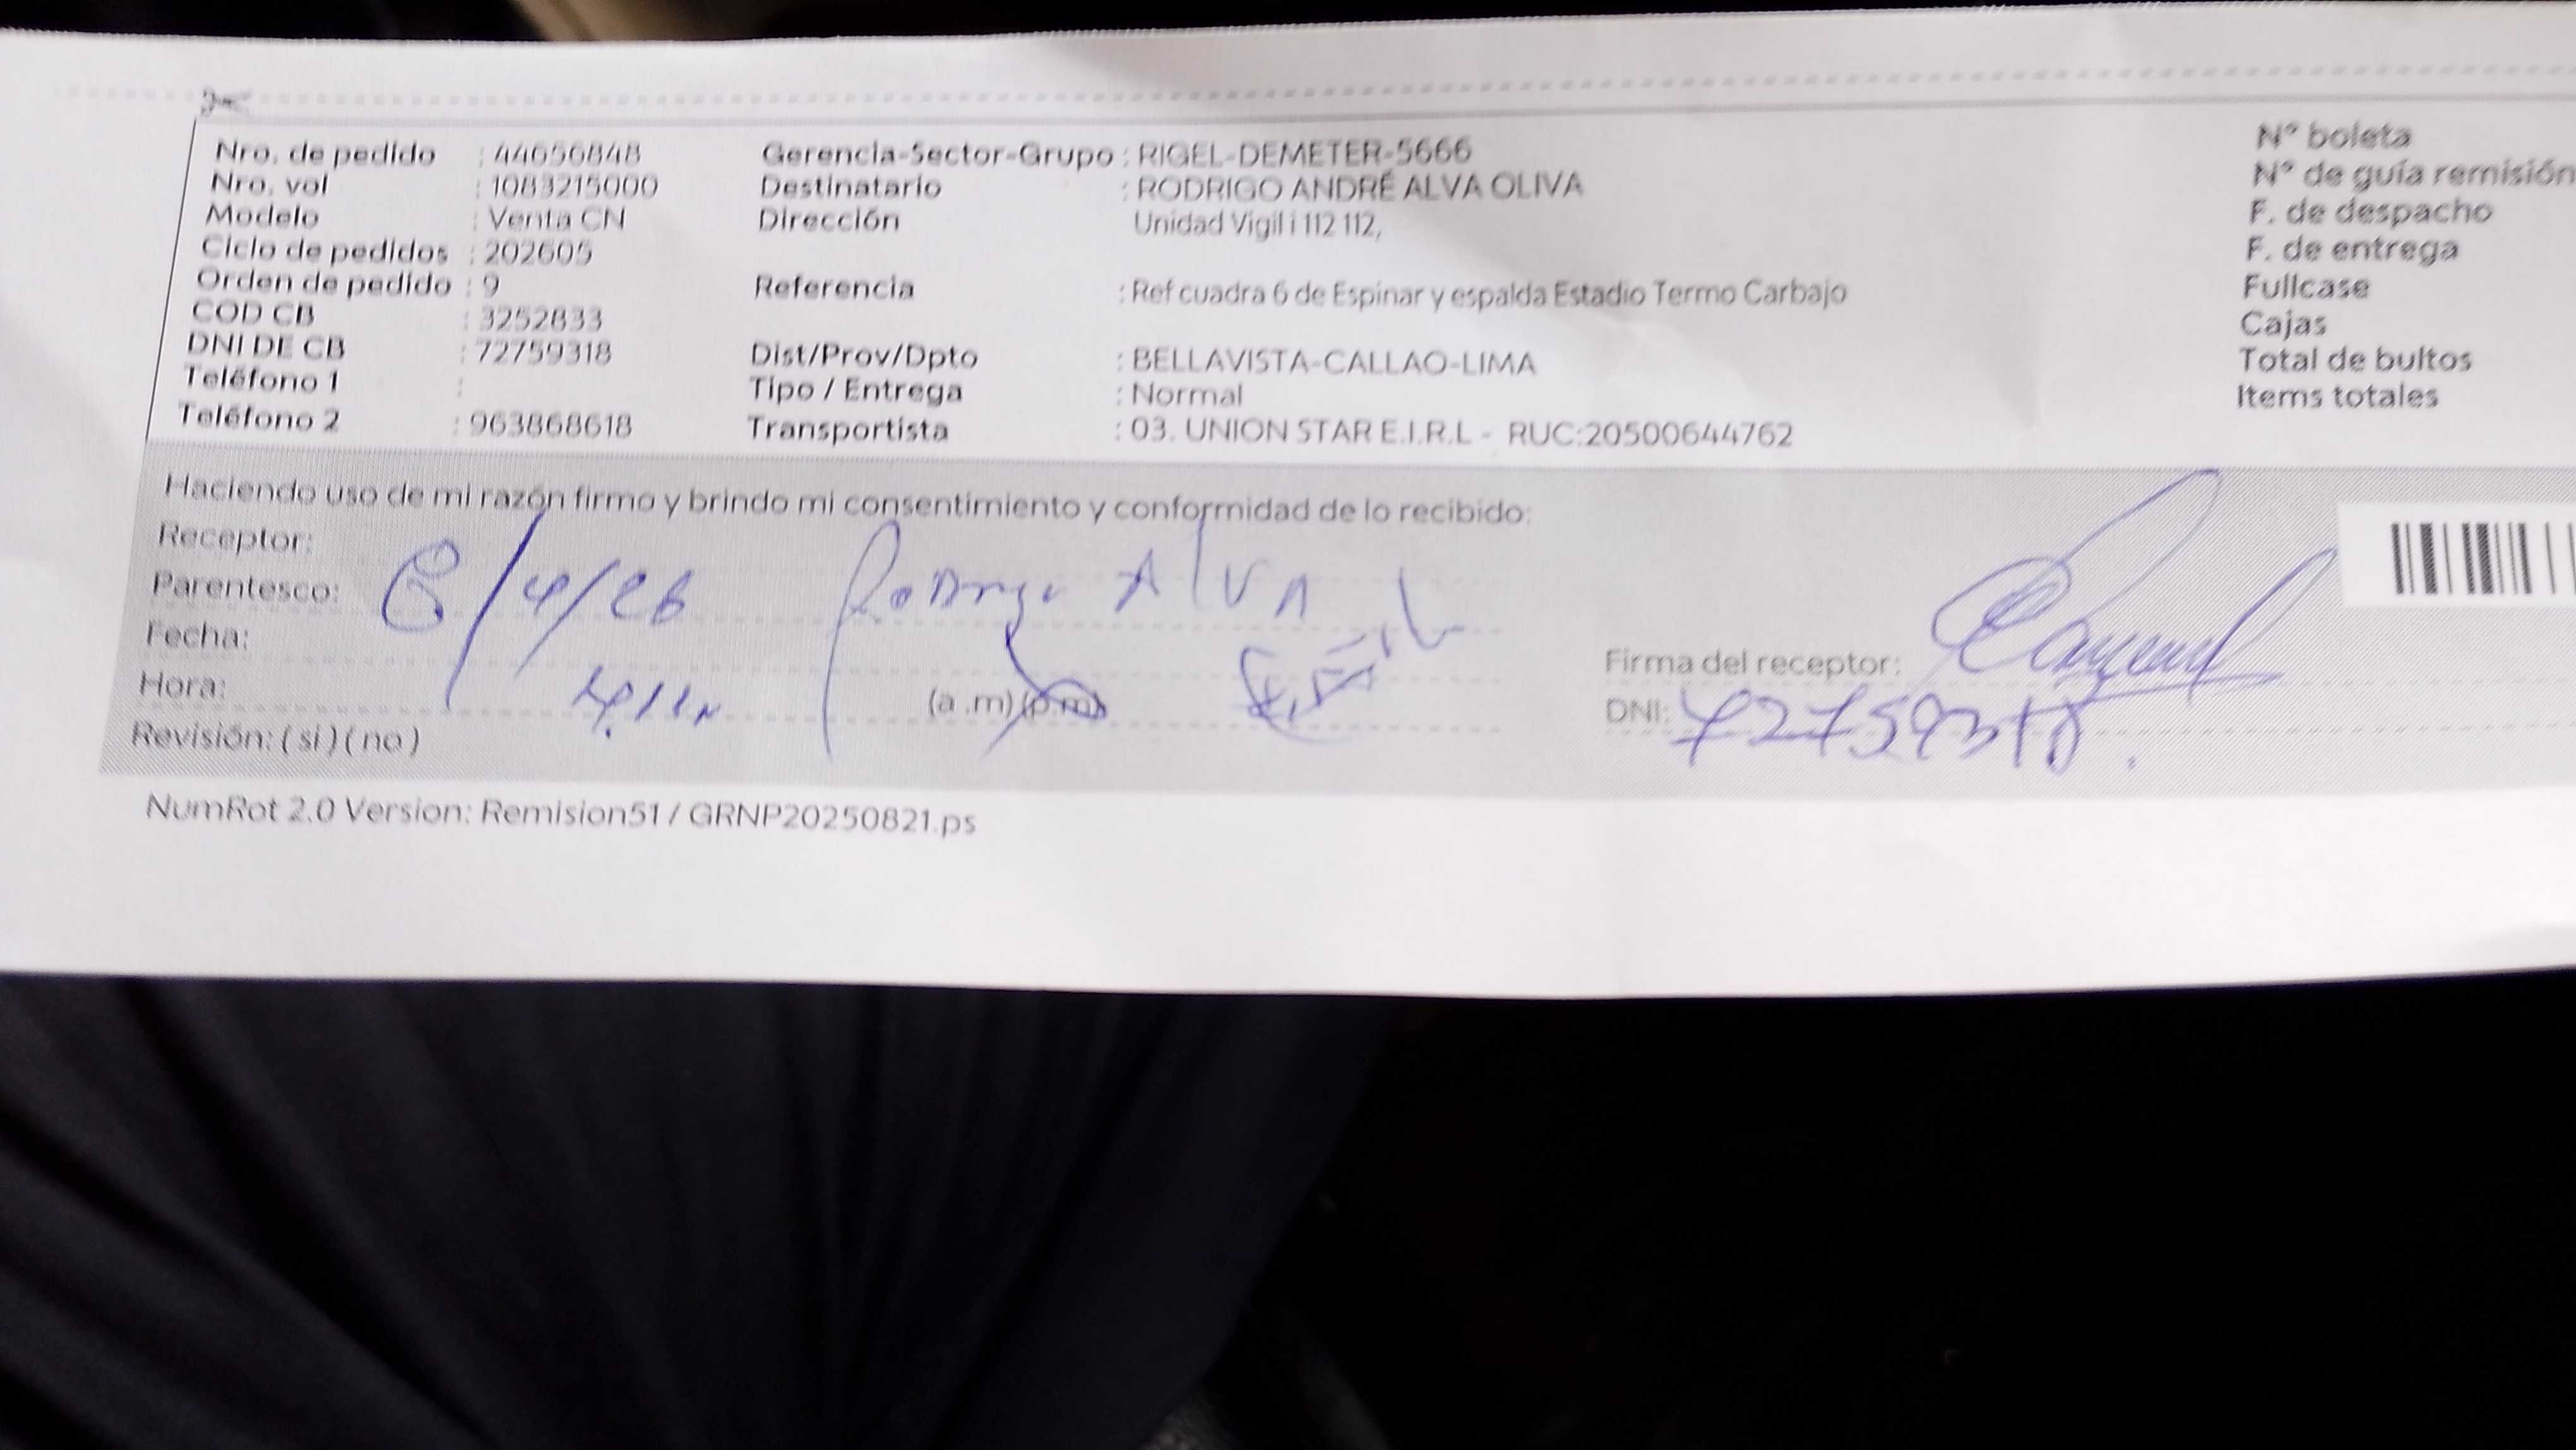 Nro. de pedido : 44056848
Nro. vol : 1083215000
Modelo : Venta CN
Ciclo de pedidos : 202605
Orden de pedido : 9
COD CB : 3252833
DNI DE CB : 72759318
Teléfono 1 :
Teléfono 2 : 963868618
Gerencia-Sector-Grupo : RIGEL-DEMETER-5666
Destinatario : RODRIGO ANDRÉ ALVA OLIVA
Dirección Unidad Vigil i 112 112,
Referencia : Ref cuadra 6 de Espinar y espalda Estadio Termo Carbajo
Dist/Prov/Dpto : BELLAVISTA-CALLAO-LIMA
Tipo / Entrega : Normal
Transportista : 03. UNION STAR E.I.R.L - RUC:20500644762
N° boleta
N° de guía remisión
F. de despacho
F. de entrega
Fullcase
Cajas
Total de bultos
Items totales
Haciendo uso de mi razón firmo y brindo mi consentimiento y conformidad de lo recibido:
Receptor:
Parentesco: 8/4/26 Rodrigo Alva
Fecha:
Hora: (a .m) (p.m)
Revisión: ( si ) ( no )
Firma del receptor:
DNI: 72759318
NumRot 2.0 Version: Remision51 / GRNP20250821.ps